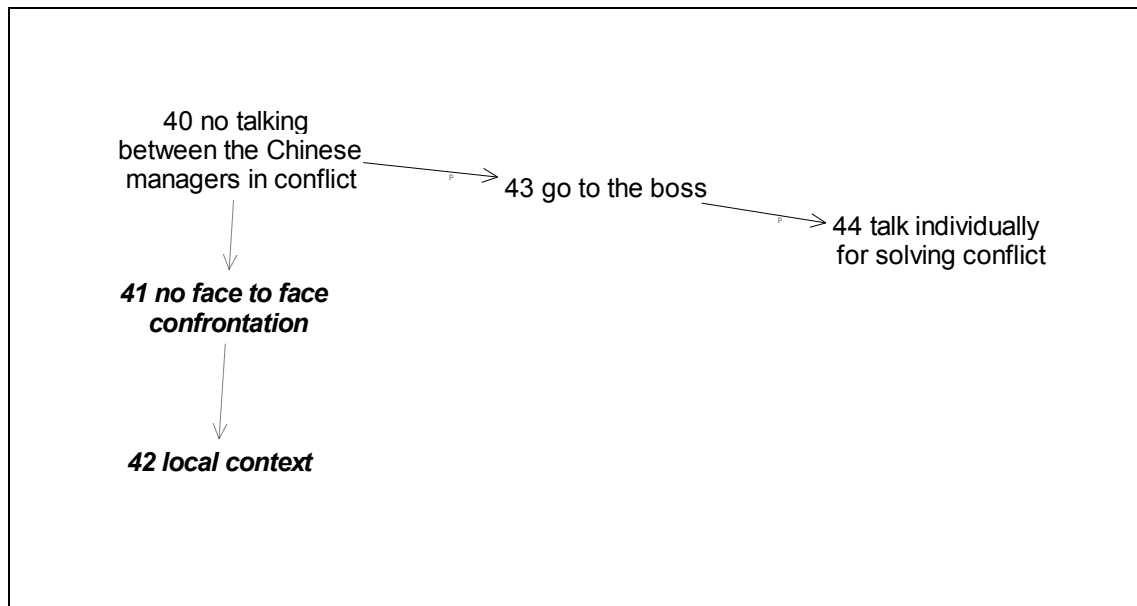 40 no talking
between the Chinese
managers in conflict
P
43 go to the boss
P
44 talk individually
for solving conflict
41 no face to face
confrontation
42 local context